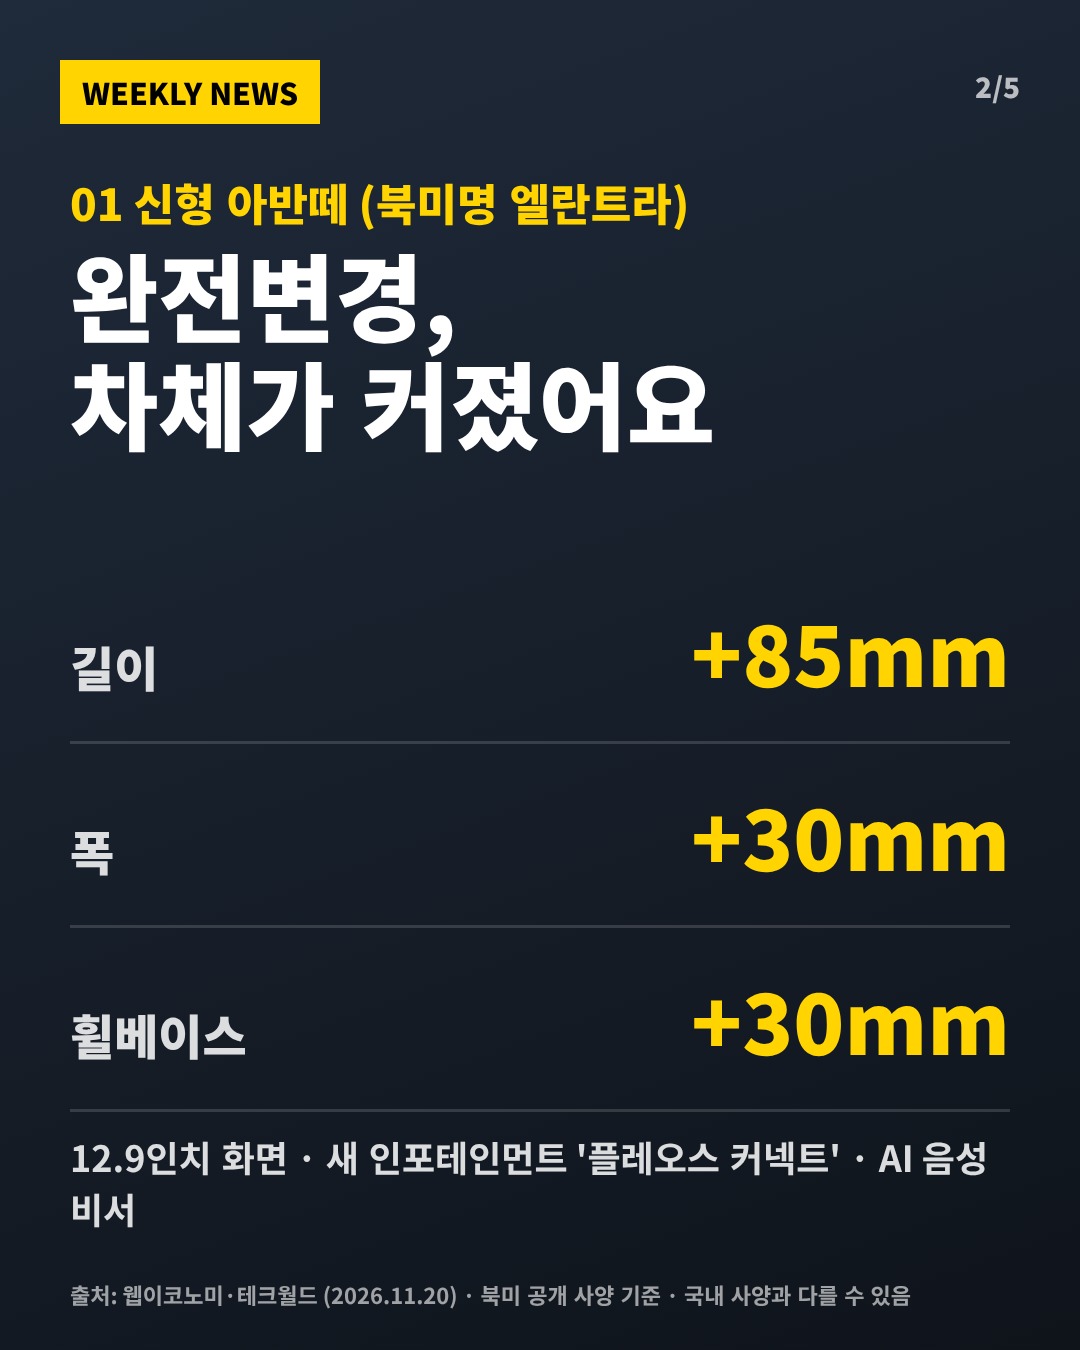 WEEKLY NEWS
2/5
01 신형 아반떼 (북미명 엘란트라)
완전변경,
차체가 커졌어요
길이 +85mm
폭 +30mm
휠베이스 +30mm
12.9인치 화면 · 새 인포테인먼트 '플레오스 커넥트' · AI 음성
비서
출처: 웹이코노미·테크월드 (2026.11.20) · 북미 공개 사양 기준 · 국내 사양과 다를 수 있음